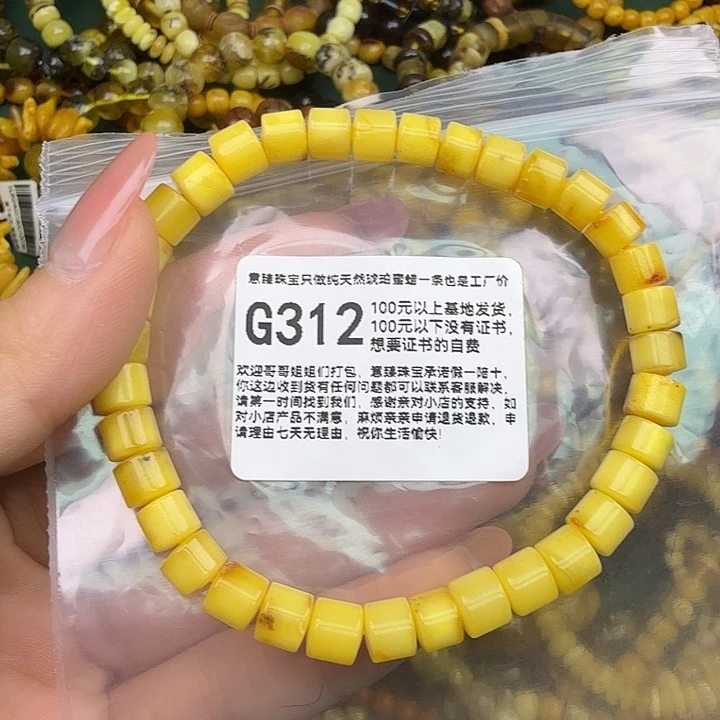 意臻珠宝只做纯天然琥珀蜜蜡一条也是工厂价
G312
100元以上基地发货，
100元以下没有证书，
想要证书的自费
欢迎哥哥姐姐们打包，意臻珠宝承诺假一陪十，
你这边收到货有任何问题都可以联系客服解决，
请第一时间找到我们，感谢亲对小店的支持、如
对小店产品不满意，麻烦亲亲申请退货退款，申
请理由七天无理由，祝你生活愉快！